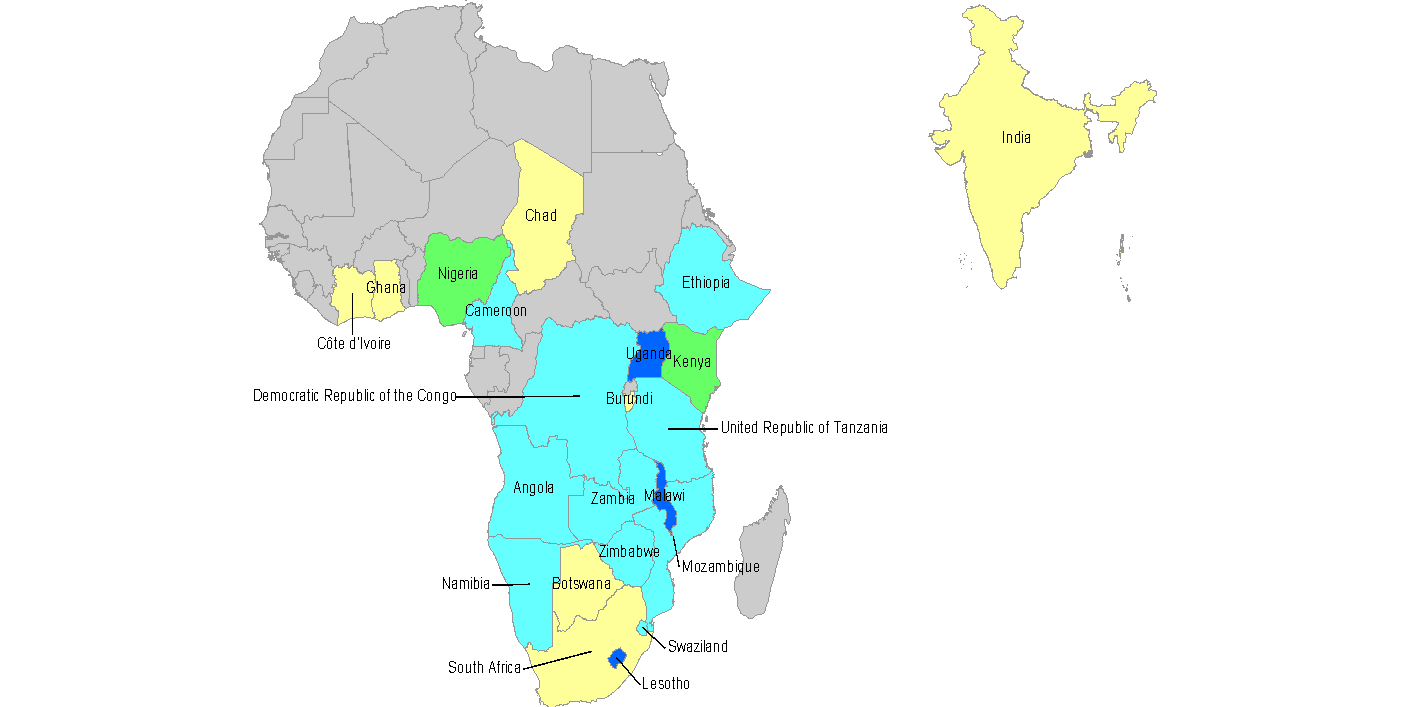 India
Chad
Nigeria
Ethiopia
Ghana
Cameroon
Côte d'Ivoire
Uganda
Kenya
Democratic Republic of the Congo
Burundi
United Republic of Tanzania
Angola
Zambia
Malawi
Zimbabwe
Mozambique
Namibia
Botswana
Swaziland
South Africa
Lesotho